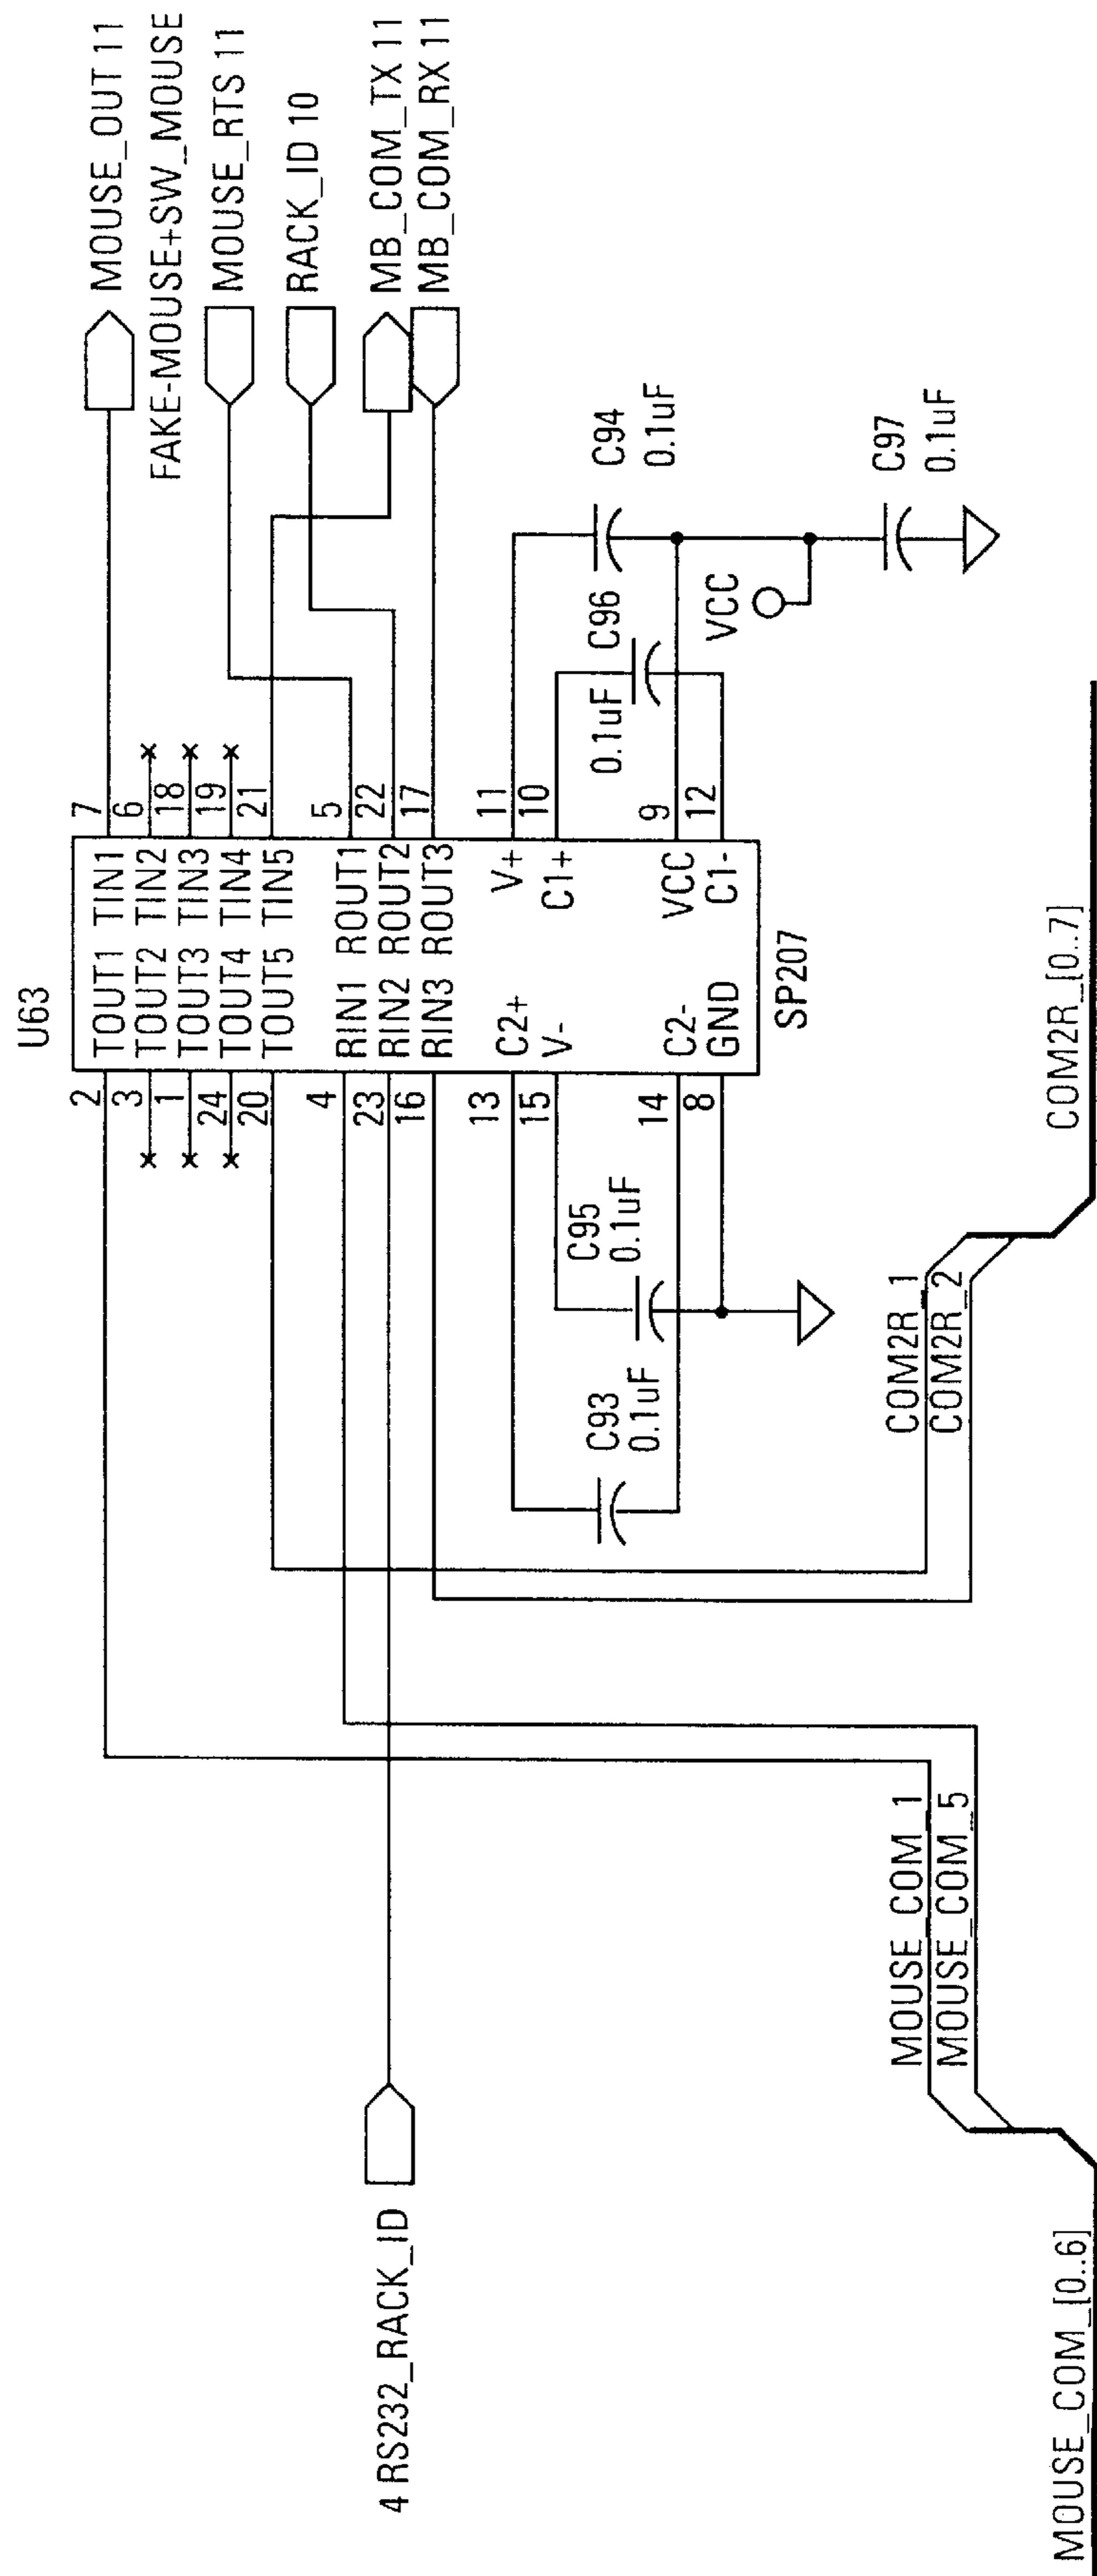 U63
2 TOUT1 TIN1 7
3 TOUT2 TIN2 6
1 TOUT3 TIN3 18
24 TOUT4 TIN4 19
20 TOUT5 TIN5 21
4 RIN1 ROUT1 5
23 RIN2 ROUT2 22
16 RIN3 ROUT3 17
13 C2+ V+ 11
15 V- C1+ 10
14 C2- VCC 9
8 GND C1- 12
SP207
MOUSE_OUT 11
FAKE-MOUSE+SW_MOUSE
MOUSE_RTS 11
RACK_ID 10
MB_COM_TX 11
MB_COM_RX 11
C94
0.1uF
C96
0.1uF
VCC
C97
0.1uF
C95
0.1uF
C93
0.1uF
4 RS232_RACK_ID
COM2R_1
COM2R_2
COM2R_[0..7]
MOUSE_COM_1
MOUSE_COM_5
MOUSE_COM_[0..6]